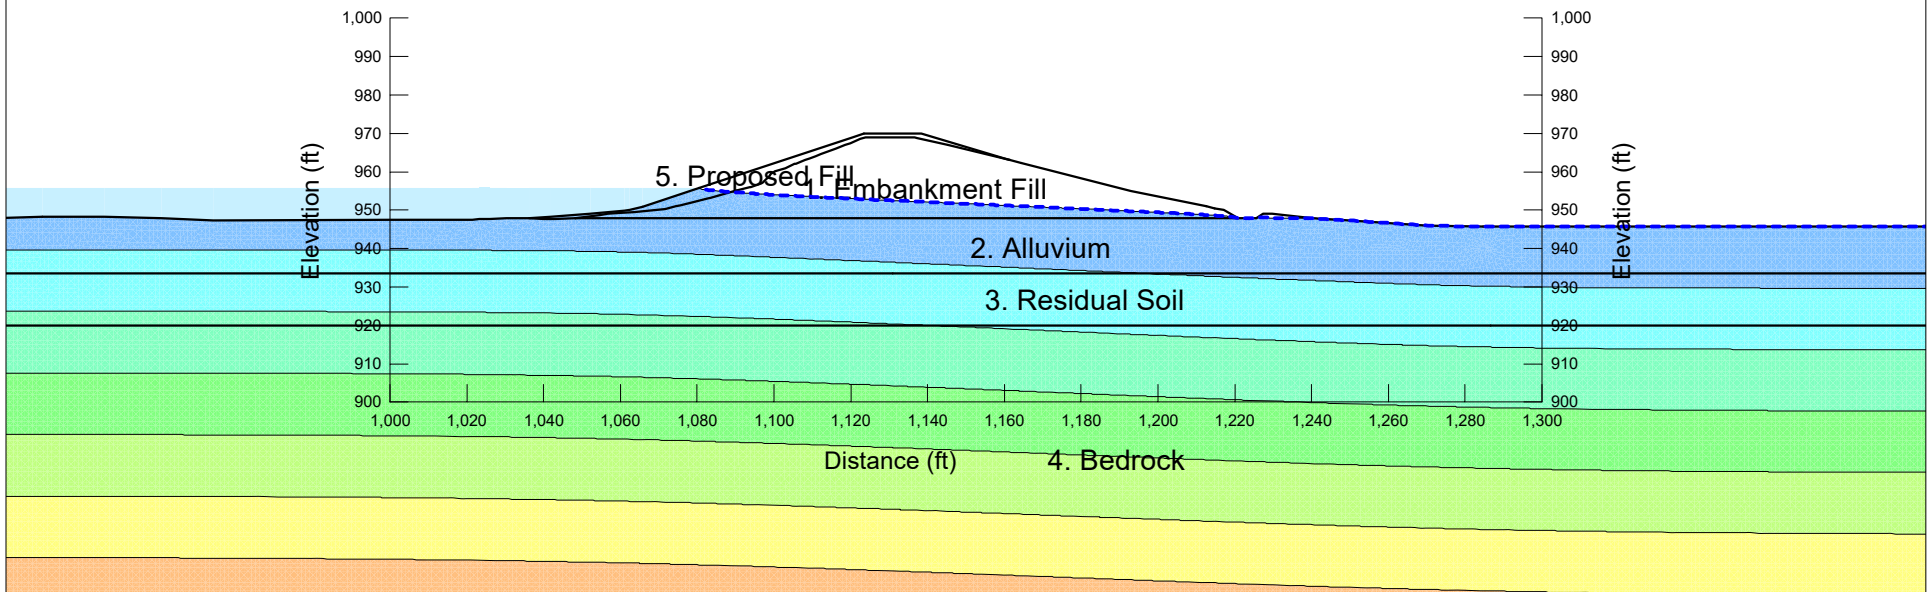 1,000 1,000
990 990
980 980
970 970
Elevation (ft) Elevation (ft)
960 960
5. Proposed Fill
1. Embankment Fill
950 950
940 940
2. Alluvium
930 930
3. Residual Soil
920 920
910 910
900 900
1,000 1,020 1,040 1,060 1,080 1,100 1,120 1,140 1,160 1,180 1,200 1,220 1,240 1,260 1,280 1,300
Distance (ft)
4. Bedrock